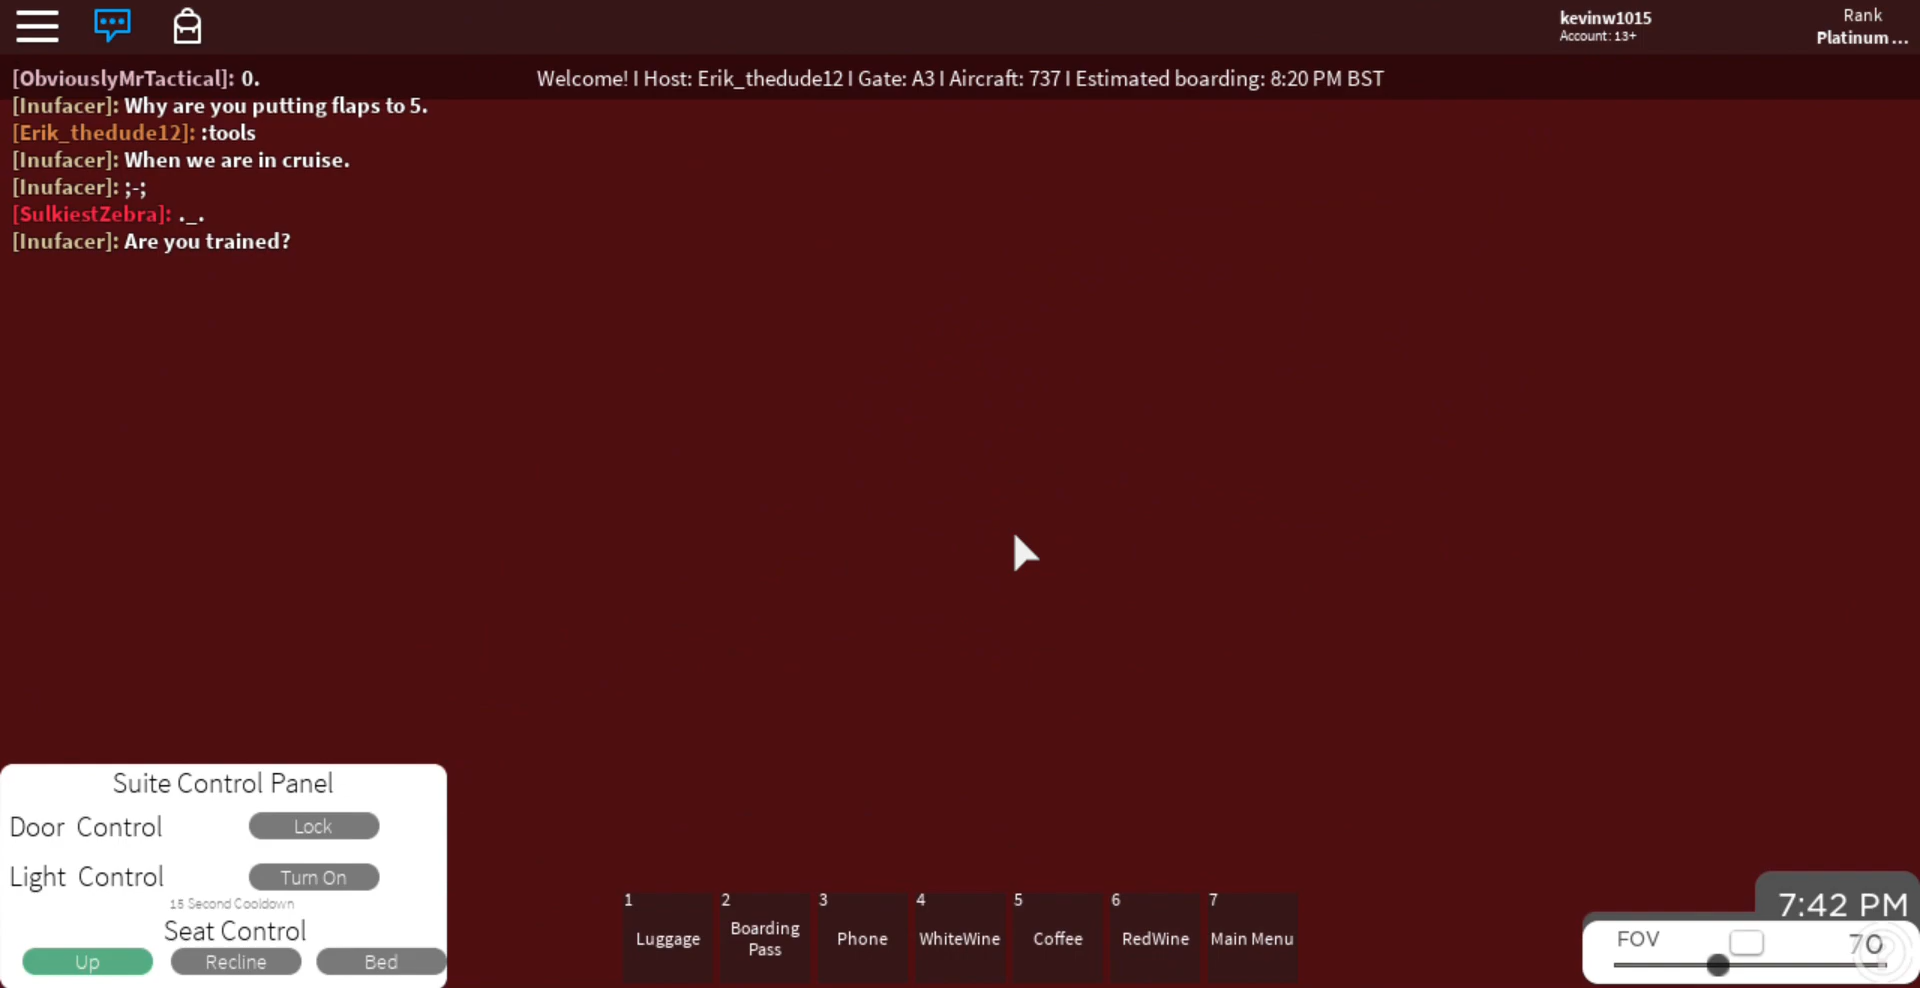 kevinw1015
Account: 13+
Rank
Platinum ...
Welcome! I Host: Erik_thedude12 I Gate: A3 I Aircraft: 737 I Estimated boarding: 8:20 PM BST
[ObviouslyMrTactical]: 0.
[Inufacer]: Why are you putting flaps to 5.
[Erik_thedude12]: :tools
[Inufacer]: When we are in cruise.
[Inufacer]: ;-;
[SulkiestZebra]: ._.
[Inufacer]: Are you trained?
Suite Control Panel
Door Control Lock
Light Control Turn On
15 Second Cooldown
Seat Control
Up Recline Bed
1 2 3 4 5 6 7
Luggage Boarding Pass Phone WhiteWine Coffee RedWine Main Menu
7:42 PM
FOV 70